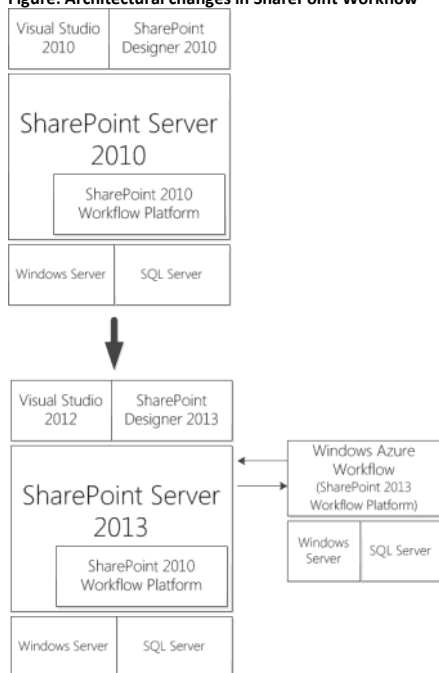 Figure: Architectural changes in SharePoint Workflow
Visual Studio
2010
SharePoint
Designer 2010
SharePoint Server
2010
SharePoint 2010
Workflow Platform
Windows Server
SQL Server
Visual Studio
2012
SharePoint
Designer 2013
SharePoint Server
2013
SharePoint 2010
Workflow Platform
Windows Server
SQL Server
Windows Azure
Workflow
(SharePoint 2013
Workflow Platform)
Windows
Server
SQL Server